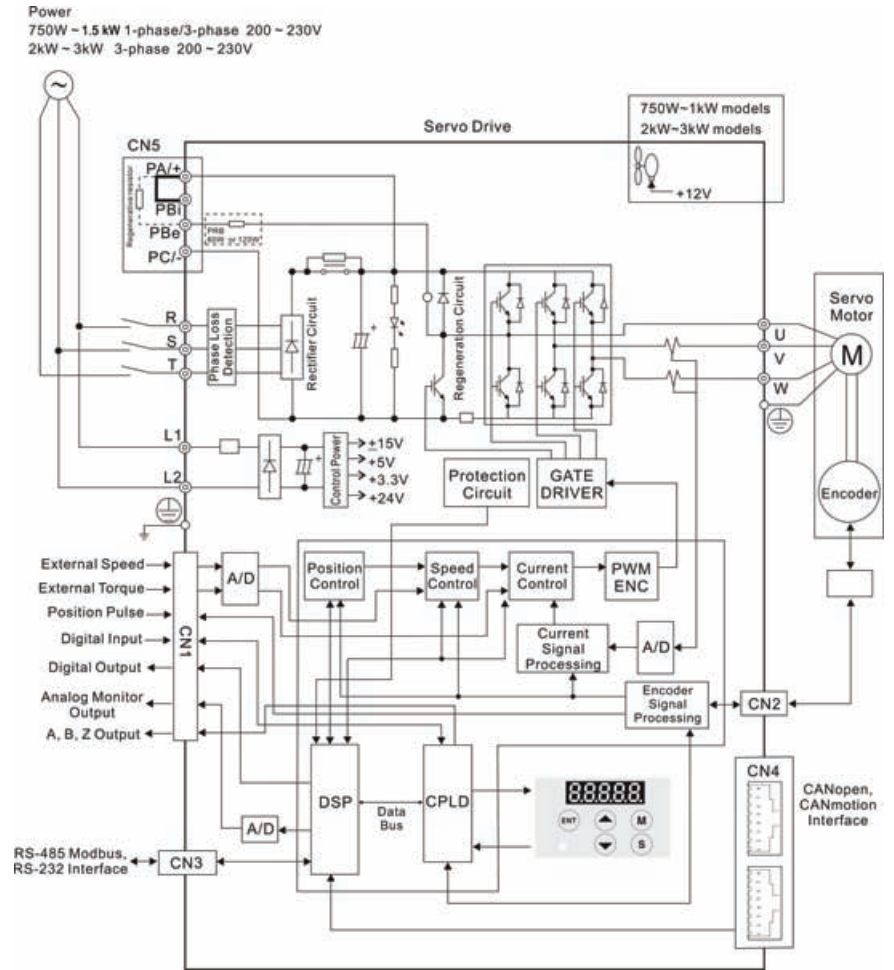 Power
750W ~ 1.5 kW 1-phase/3-phase 200 ~ 230V
2kW ~ 3kW 3-phase 200 ~ 230V
~
Servo Drive
750W~1kW models
2kW~3kW models
+12V
CN5
PA/+
PBi
PBe
PC/-
Regenerative resistor
PRB
60W or 120W
R
S
T
Phase Loss
Detection
Rectifier Circuit
+
Regeneration Circuit
Servo
Motor
M
U
V
W
Encoder
L1
L2
+
Control Power
±15V
+5V
+3.3V
+24V
Protection
Circuit
GATE
DRIVER
External Speed
External Torque
Position Pulse
Digital Input
Digital Output
Analog Monitor
Output
A, B, Z Output
CN1
A/D
Position
Control
Speed
Control
Current
Control
PWM
ENC
Current
Signal
Processing
A/D
Encoder
Signal
Processing
CN2
DSP
Data
Bus
CPLD
A/D
88888
ENT
M
S
CN4
CANopen,
CANmotion
Interface
RS-485 Modbus,
RS-232 Interface
CN3